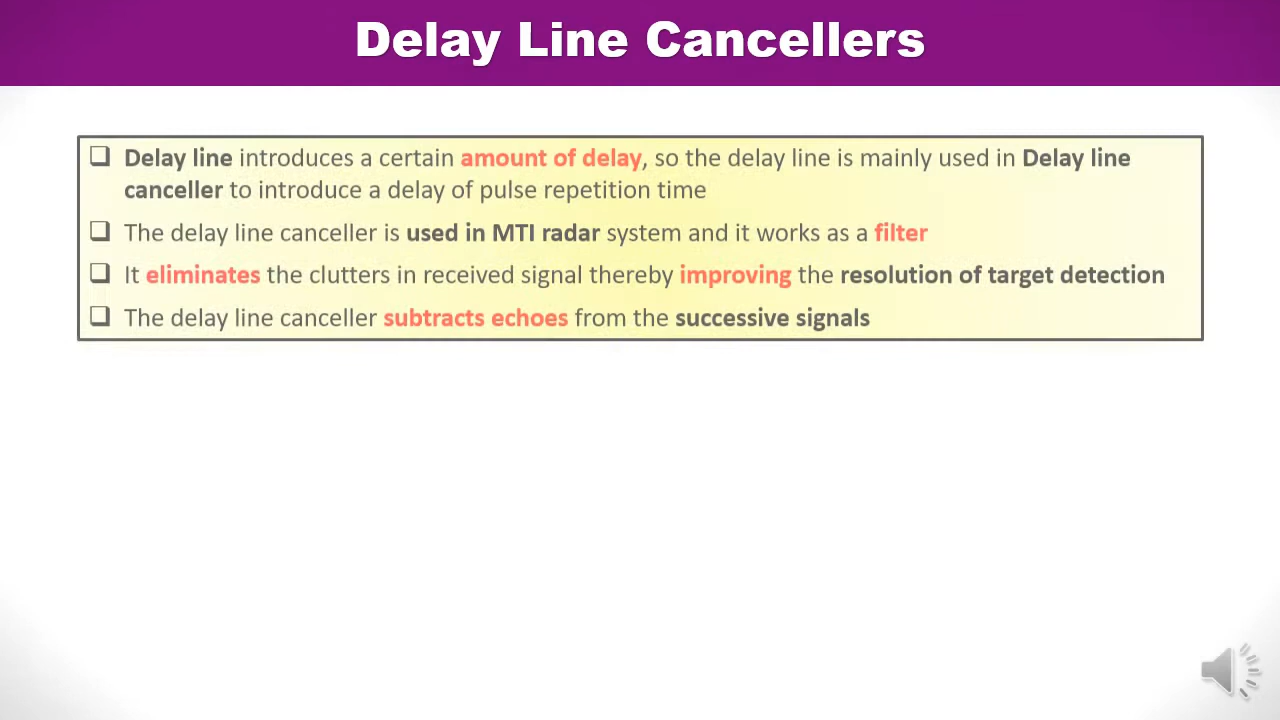 Delay Line Cancellers
❑ Delay line introduces a certain amount of delay, so the delay line is mainly used in Delay line
canceller to introduce a delay of pulse repetition time
❑ The delay line canceller is used in MTI radar system and it works as a filter
❑ It eliminates the clutters in received signal thereby improving the resolution of target detection
❑ The delay line canceller subtracts echoes from the successive signals